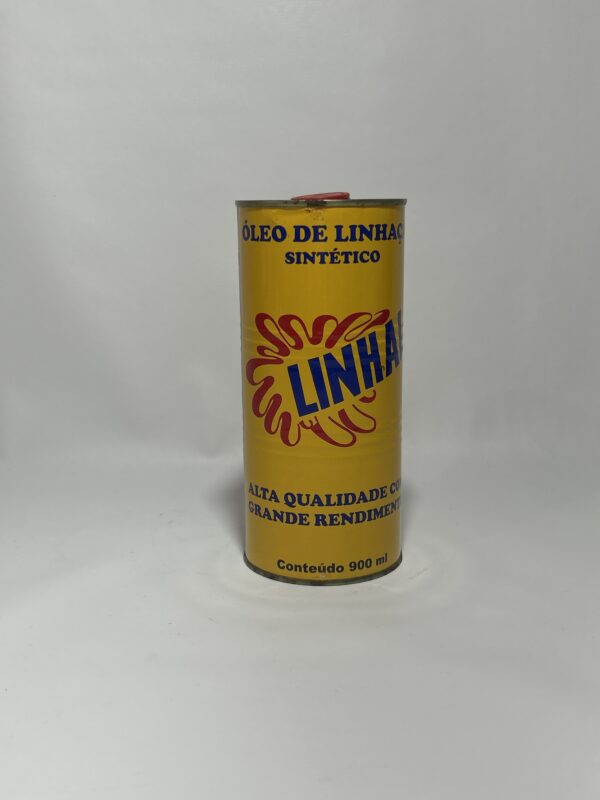 ÓLEO DE LINHAÇ
SINTÉTICO
LINHA
ALTA QUALIDADE CO
GRANDE RENDIMENT
Conteúdo 900 ml